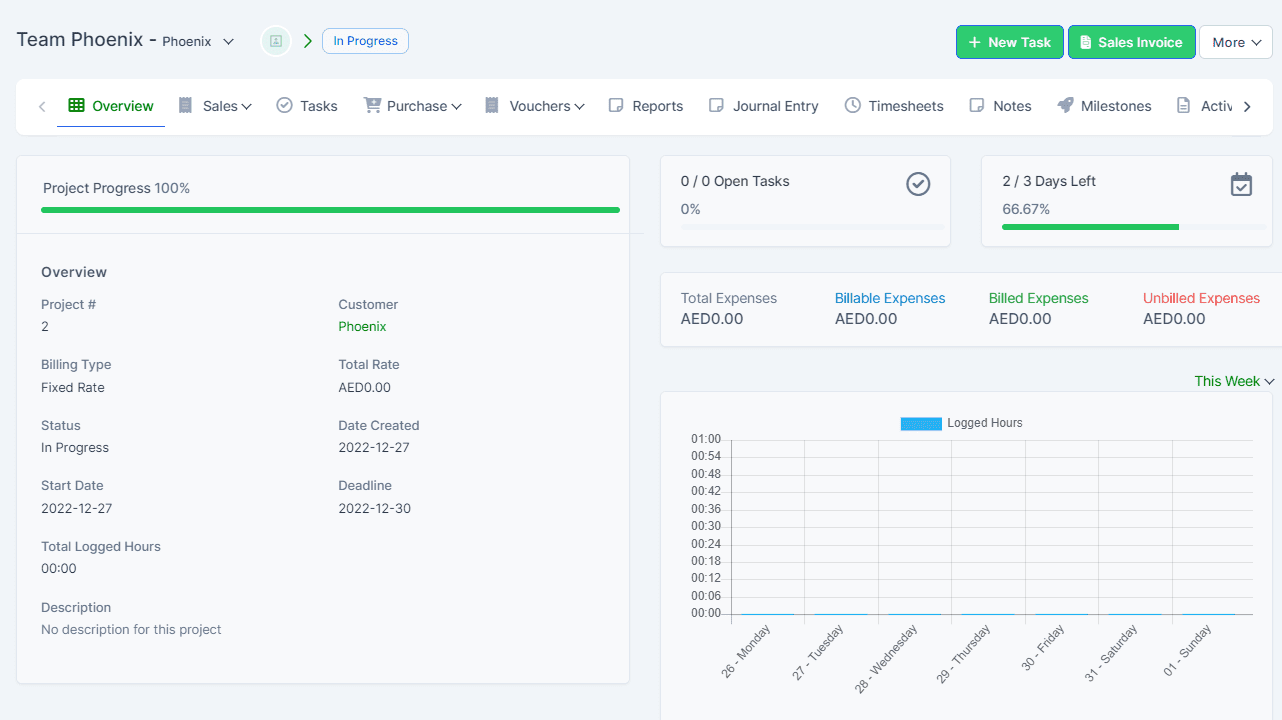 Team Phoenix - Phoenix
In Progress
New Task
Sales Invoice
More
Overview
Sales
Tasks
Purchase
Vouchers
Reports
Journal Entry
Timesheets
Notes
Milestones
Activ
Project Progress 100%
Overview
Project #
2
Customer
Phoenix
Billing Type
Fixed Rate
Total Rate
AED0.00
Status
In Progress
Date Created
2022-12-27
Start Date
2022-12-27
Deadline
2022-12-30
Total Logged Hours
00:00
Description
No description for this project
0 / 0 Open Tasks
0%
2 / 3 Days Left
66.67%
Total Expenses
AED0.00
Billable Expenses
AED0.00
Billed Expenses
AED0.00
Unbilled Expenses
AED0.00
This Week
Logged Hours
01:00
00:54
00:48
00:42
00:36
00:30
00:24
00:18
00:12
00:06
00:00
26 - Monday
27 - Tuesday
28 - Wednesday
29 - Thursday
30 - Friday
31 - Saturday
01 - Sunday